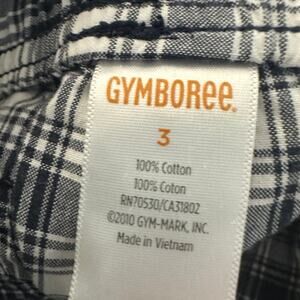 GYMBOREE.
3
100% Cotton
100% Coton
RN70530/CA31802
©2010 GYM-MARK, INC.
Made in Vietnam